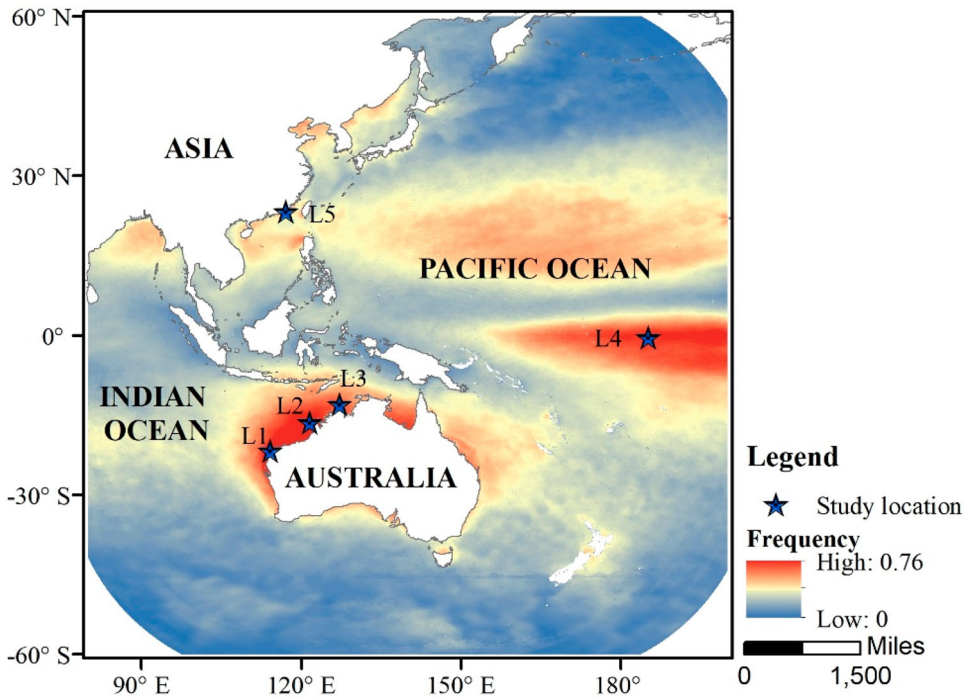 60° N
ASIA
30° N
L5
PACIFIC OCEAN
0°
L4
L3
INDIAN
OCEAN
L2
L1
AUSTRALIA
-30° S
-60° S
90° E
120° E
150° E
180°
Legend
Study location
Frequency
High: 0.76
Low: 0
Miles
0
1,500